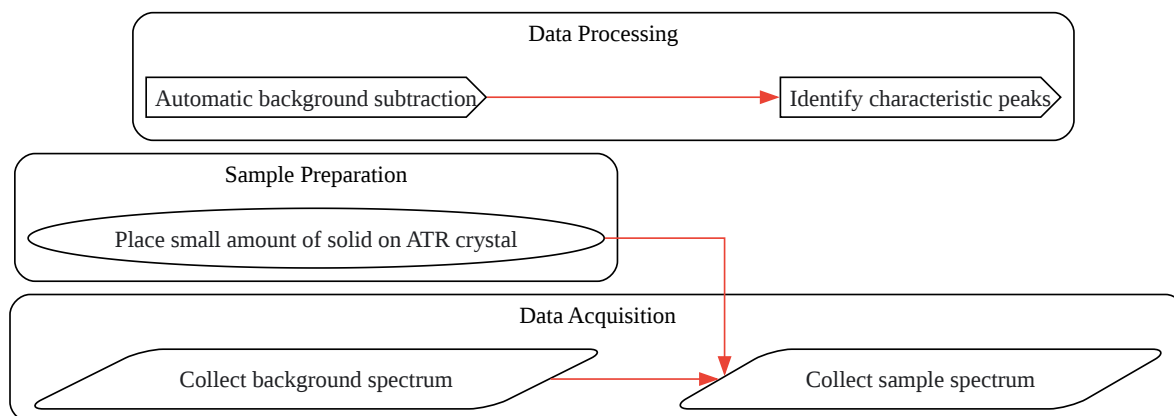 Data Processing
Automatic background subtraction
Identify characteristic peaks
Sample Preparation
Place small amount of solid on ATR crystal
Data Acquisition
Collect background spectrum
Collect sample spectrum